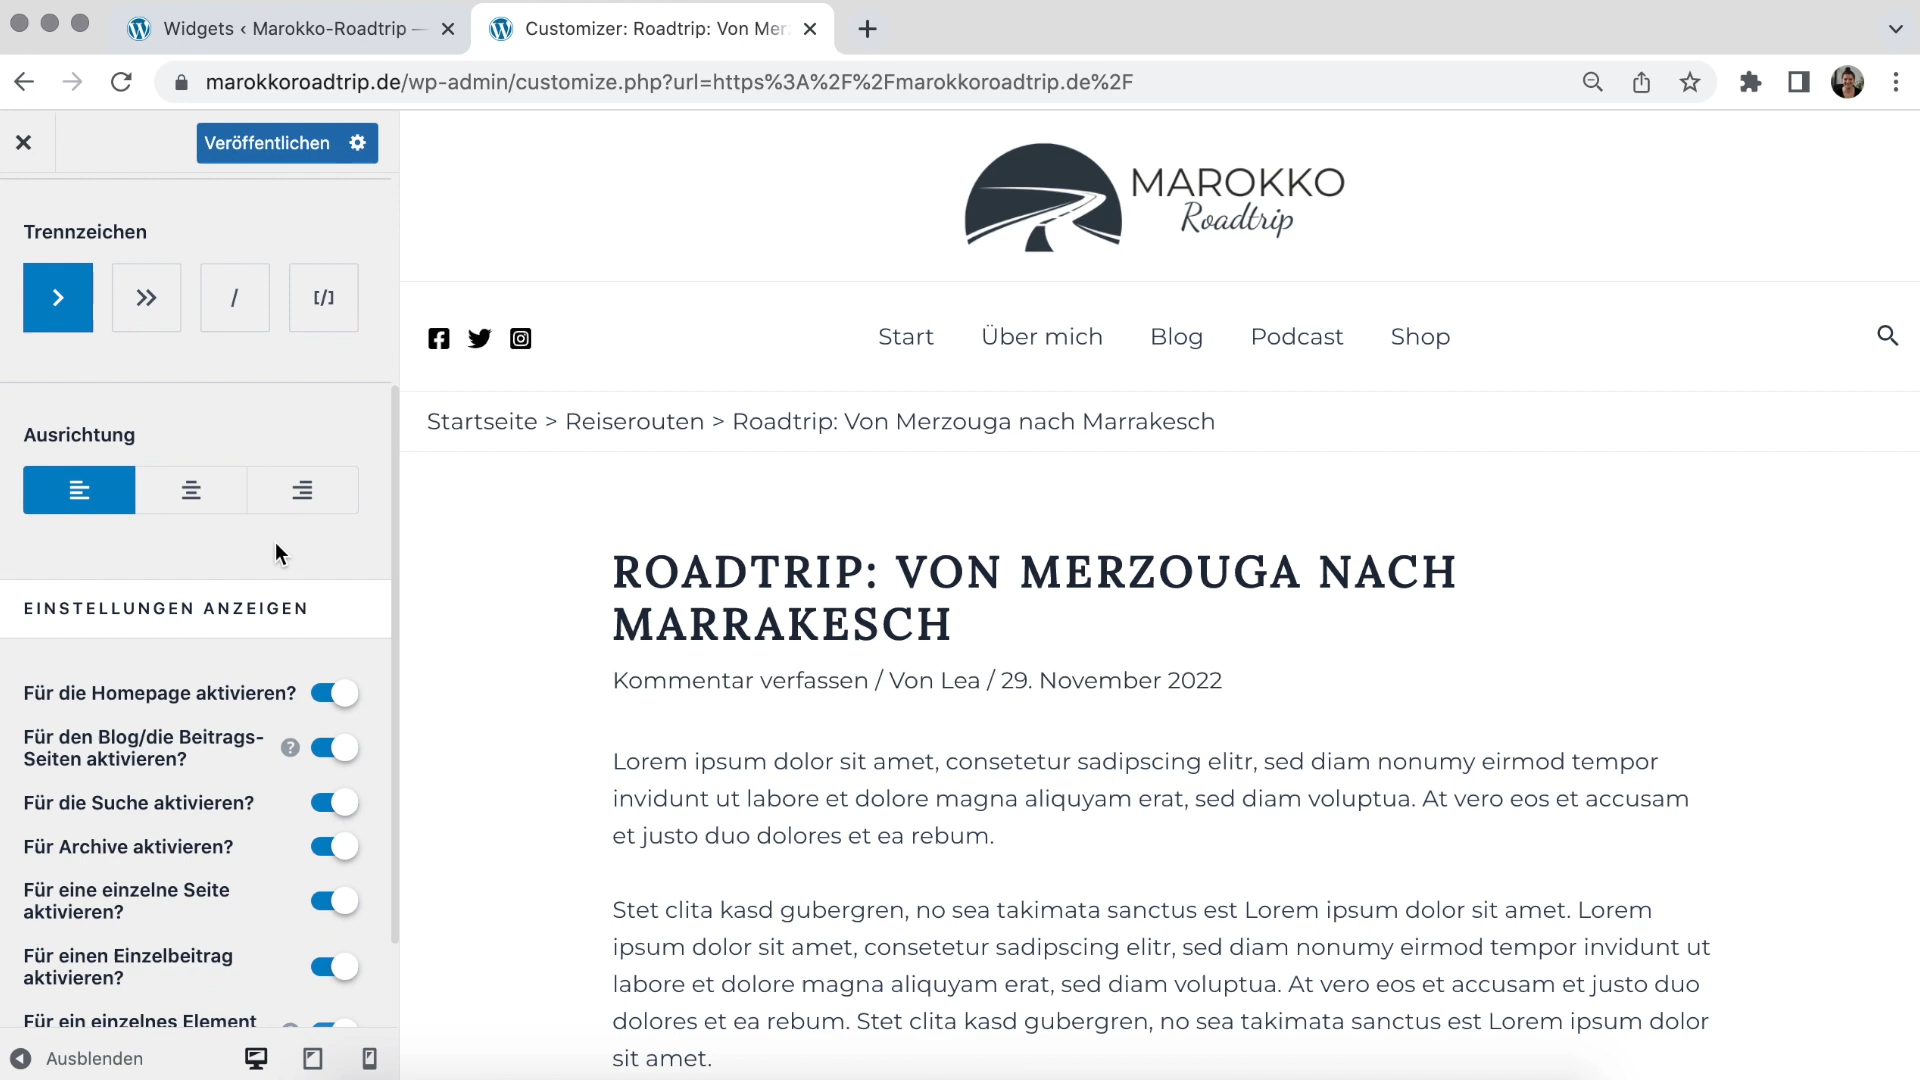 Widgets ‹ Marokko-Roadtrip —
Customizer: Roadtrip: Von Mer
marokkoroadtrip.de/wp-admin/customize.php?url=https%3A%2F%2Fmarokkoroadtrip.de%2F
Veröffentlichen
Trennzeichen
> >> / [/]
Ausrichtung
EINSTELLUNGEN ANZEIGEN
Für die Homepage aktivieren?
Für den Blog/die Beitrags-
Seiten aktivieren?
?
Für die Suche aktivieren?
Für Archive aktivieren?
Für eine einzelne Seite
aktivieren?
Für einen Einzelbeitrag
aktivieren?
Für ein einzelnes Element
Ausblenden
MAROKKO
Roadtrip
Start Über mich Blog Podcast Shop
Startseite > Reiserouten > Roadtrip: Von Merzouga nach Marrakesch
ROADTRIP: VON MERZOUGA NACH
MARRAKESCH
Kommentar verfassen / Von Lea / 29. November 2022
Lorem ipsum dolor sit amet, consetetur sadipscing elitr, sed diam nonumy eirmod tempor
invidunt ut labore et dolore magna aliquyam erat, sed diam voluptua. At vero eos et accusam
et justo duo dolores et ea rebum.
Stet clita kasd gubergren, no sea takimata sanctus est Lorem ipsum dolor sit amet. Lorem
ipsum dolor sit amet, consetetur sadipscing elitr, sed diam nonumy eirmod tempor invidunt ut
labore et dolore magna aliquyam erat, sed diam voluptua. At vero eos et accusam et justo duo
dolores et ea rebum. Stet clita kasd gubergren, no sea takimata sanctus est Lorem ipsum dolor
sit amet.